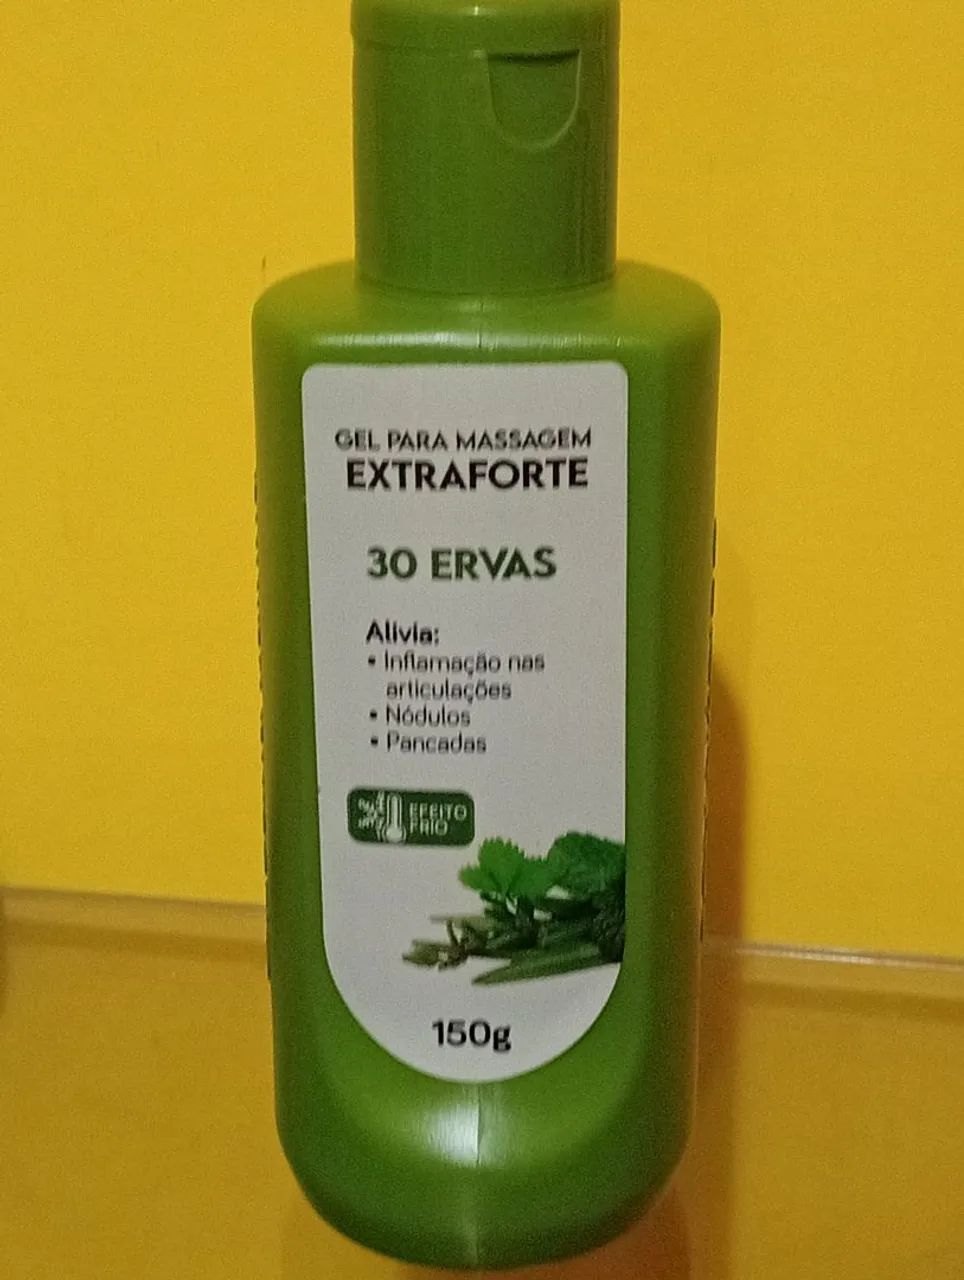 GEL PARA MASSAGEM
EXTRAFORTE
30 ERVAS
Alivia:
• Inflamação nas
articulações
• Nódulos
• Pancadas
EFEITO
FRIO
150g